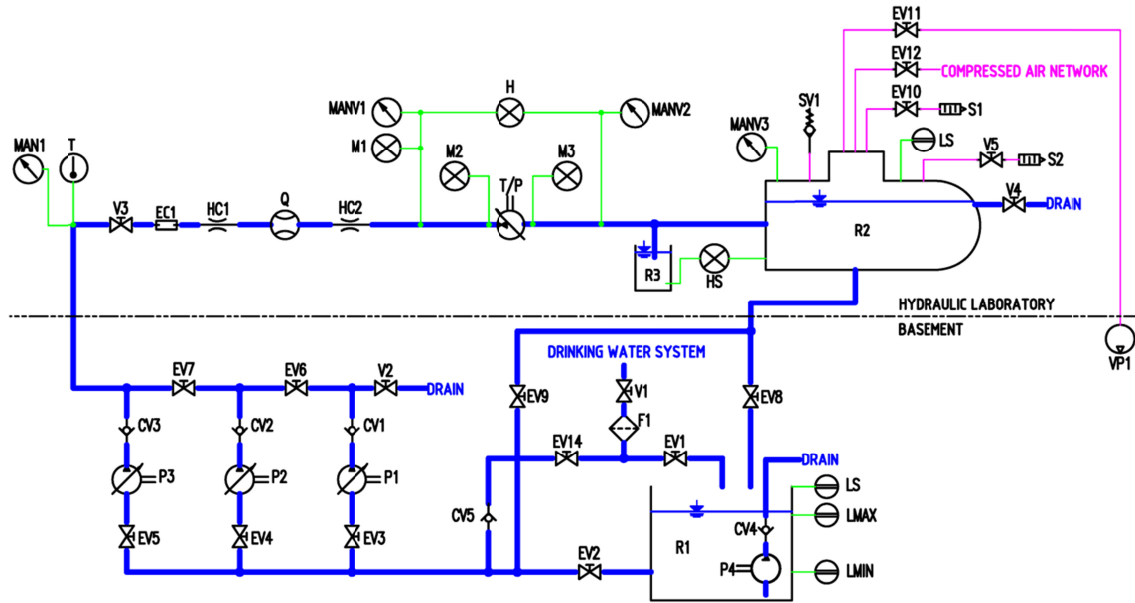 EV11
EV12
COMPRESSED AIR NETWORK
H
EV10
SV1
S1
MANV1
MANV2
MANV3
LS
M1
V5
MAN1
T
M2
M3
S2
T/P
V3
EC1
HC1
Q
HC2
V4
DRAIN
R2
R3
HS
HYDRAULIC LABORATORY
BASEMENT
DRINKING WATER SYSTEM
VP1
EV7
EV6
V2
DRAIN
EV9
V1
EV8
CV3
CV2
CV1
F1
EV14
EV1
DRAIN
P3
P2
P1
LS
CV5
LMAX
CV4
EV5
EV4
EV3
R1
EV2
P4
LMIN